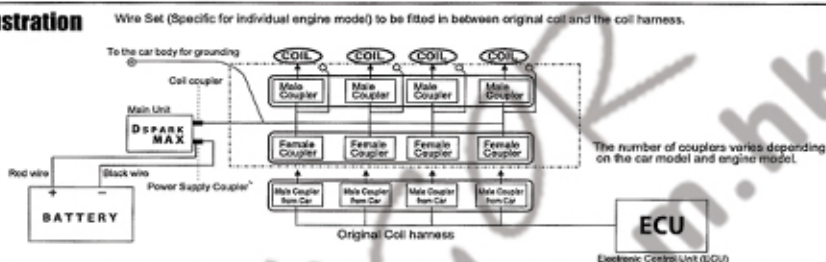 stration
Wire Set (Specific for individual engine model) to be fitted in between original coil and the coil harness.
To the car body for grounding
COIL COIL COIL COIL
Coil coupler
Male Coupler
Male Coupler
Male Coupler
Male Coupler
Main Unit
DSPARK MAX
Female Coupler
Female Coupler
Female Coupler
Female Coupler
The number of couplers varies depending
on the car model and engine model.
Red wire
Black wire
Power Supply Coupler
Male Coupler from Car
Male Coupler from Car
Male Coupler from Car
Male Coupler from Car
+ −
BATTERY
Original Coil harness
ECU
Electronic Control Unit (ECU)
m.hk